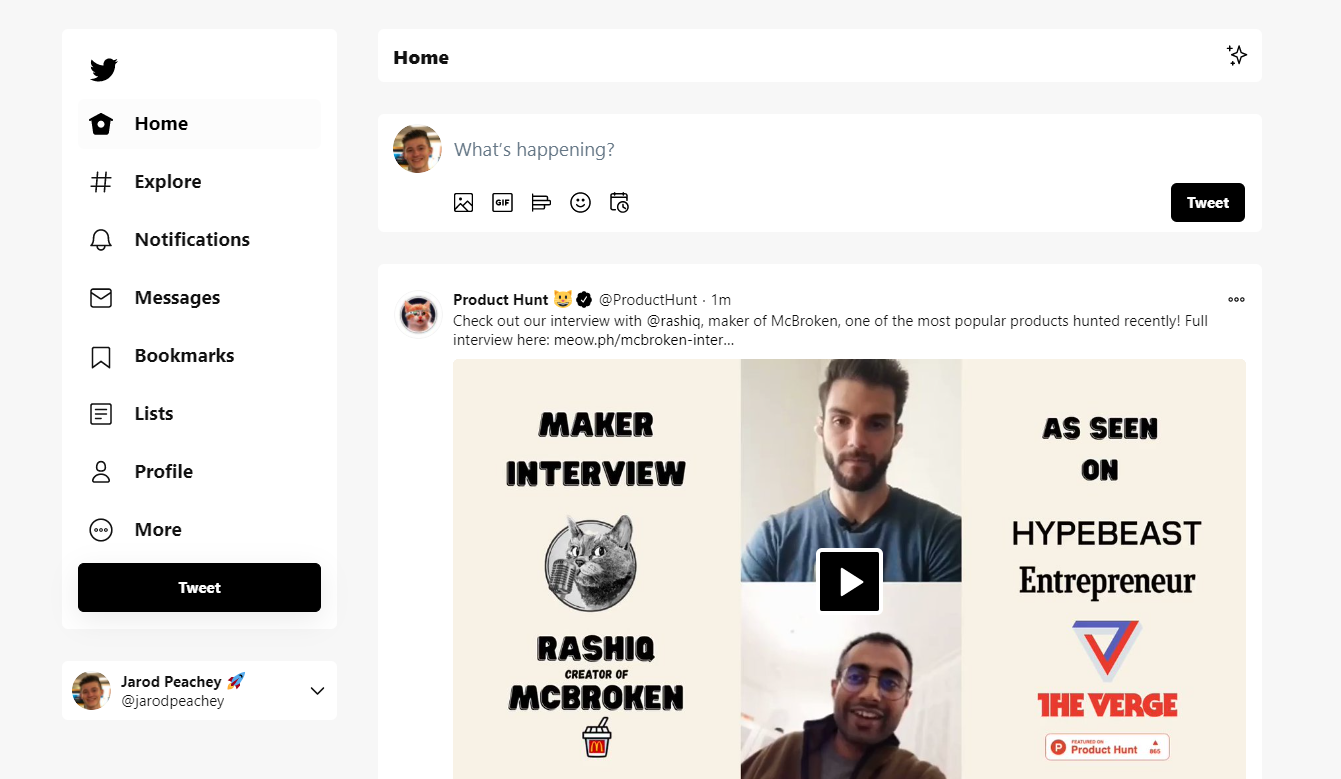 Home
Explore
Notifications
Messages
Bookmarks
Lists
Profile
More
Tweet
Jarod Peachey 🚀
@jarodpeachey
Home
What's happening?
GIF
Tweet
Product Hunt 😺 @ProductHunt · 1m
Check out our interview with @rashiq, maker of McBroken, one of the most popular products hunted recently! Full
interview here: meow.ph/mcbroken-inter…
MAKER
INTERVIEW
RASHIQ
CREATOR OF
MCBROKEN
AS SEEN
ON
HYPEBEAST
Entrepreneur
THE VERGE
FEATURED ON
Product Hunt
865